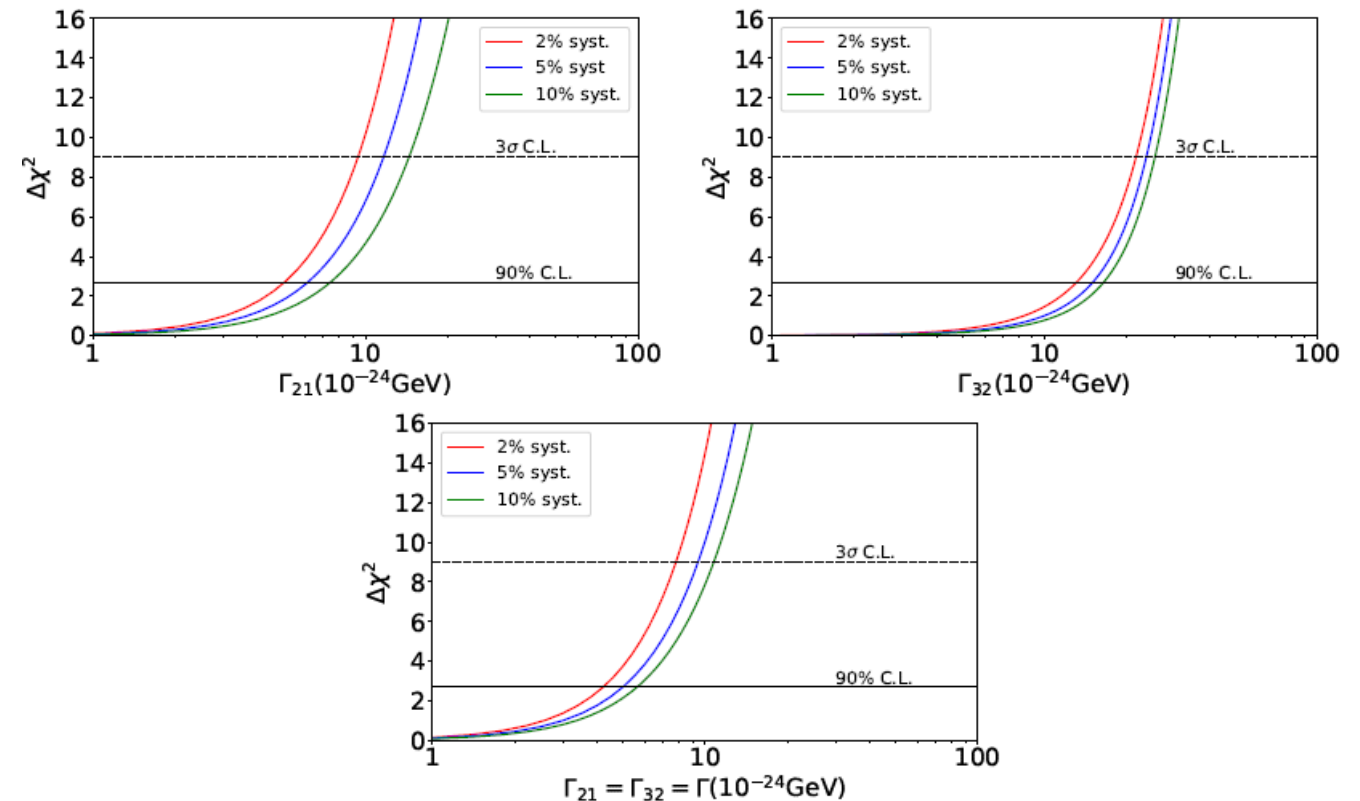 16
14
12
10
8
6
4
2
0
Δχ²
2% syst.
5% syst
10% syst.
3σ C.L.
90% C.L.
1
10
100
Γ₂₁(10⁻²⁴GeV)
16
14
12
10
8
6
4
2
0
Δχ²
2% syst.
5% syst.
10% syst.
3σ C.L.
90% C.L.
1
10
100
Γ₃₂(10⁻²⁴GeV)
16
14
12
10
8
6
4
2
0
Δχ²
2% syst.
5% syst.
10% syst.
3σ C.L.
90% C.L.
1
10
100
Γ₂₁ = Γ₃₂ = Γ(10⁻²⁴GeV)